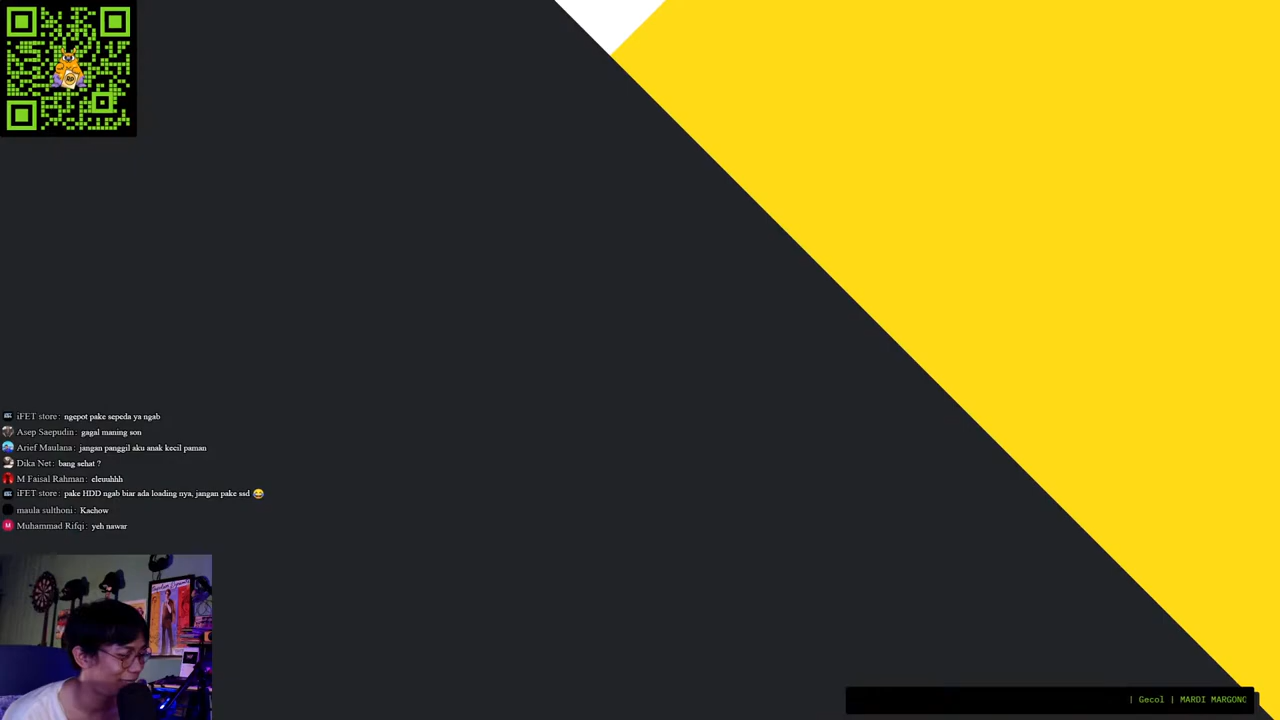 iFET store: ngepot pake sepeda ya ngab
Asep Saepudin: gagal maning son
Arief Maulana: jangan panggil aku anak kecil paman
Dika Net: bang sehat ?
M Faisal Rahman: eleuuhhh
iFET store: pake HDD ngab biar ada loading nya, jangan pake ssd 😂
maula sulthoni: Kachow
M Muhammad Rifqi: yeh nawar
| Gecol | MARDI MARGONO